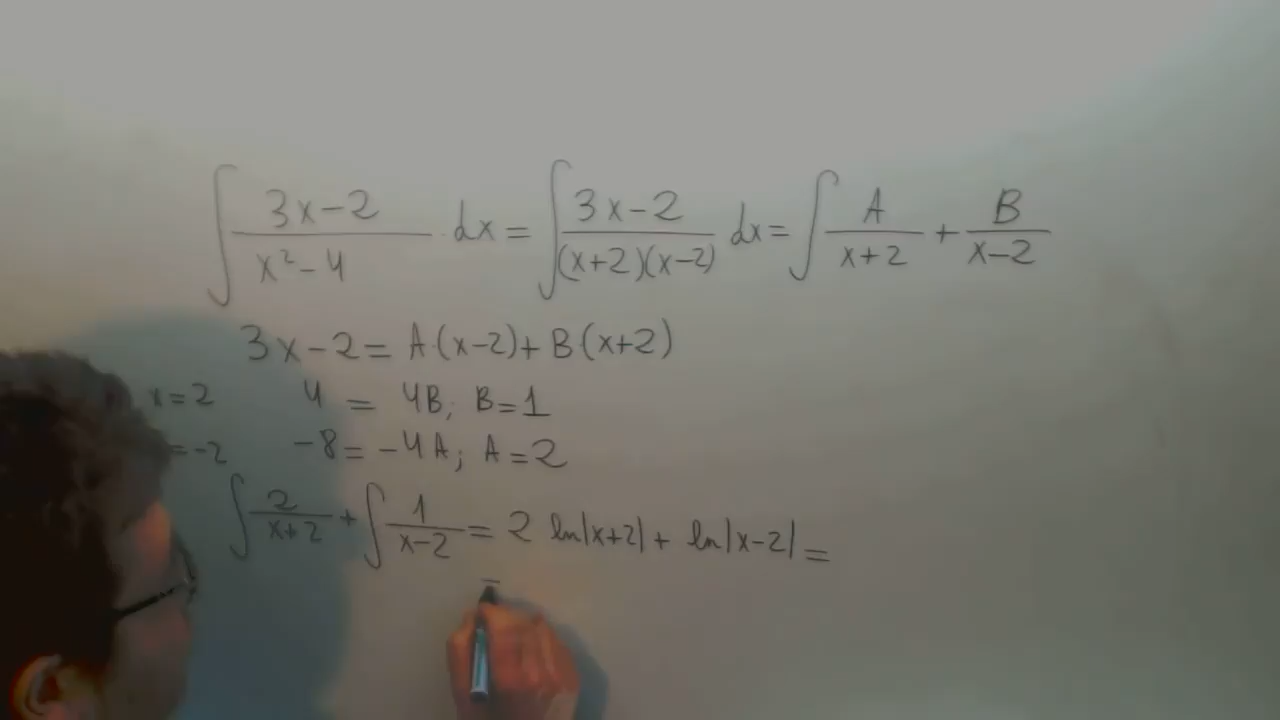 ∫ 3x-2 / x²-4 · dx = ∫ 3x-2 / (x+2)(x-2) dx = ∫ A / x+2 + B / x-2
3x-2 = A·(x-2) + B(x+2)
x=2 4 = 4B; B=1
=-2 -8 = -4A; A=2
∫ 2 / x+2 + ∫ 1 / x-2 = 2 ln|x+2| + ln|x-2| =
=